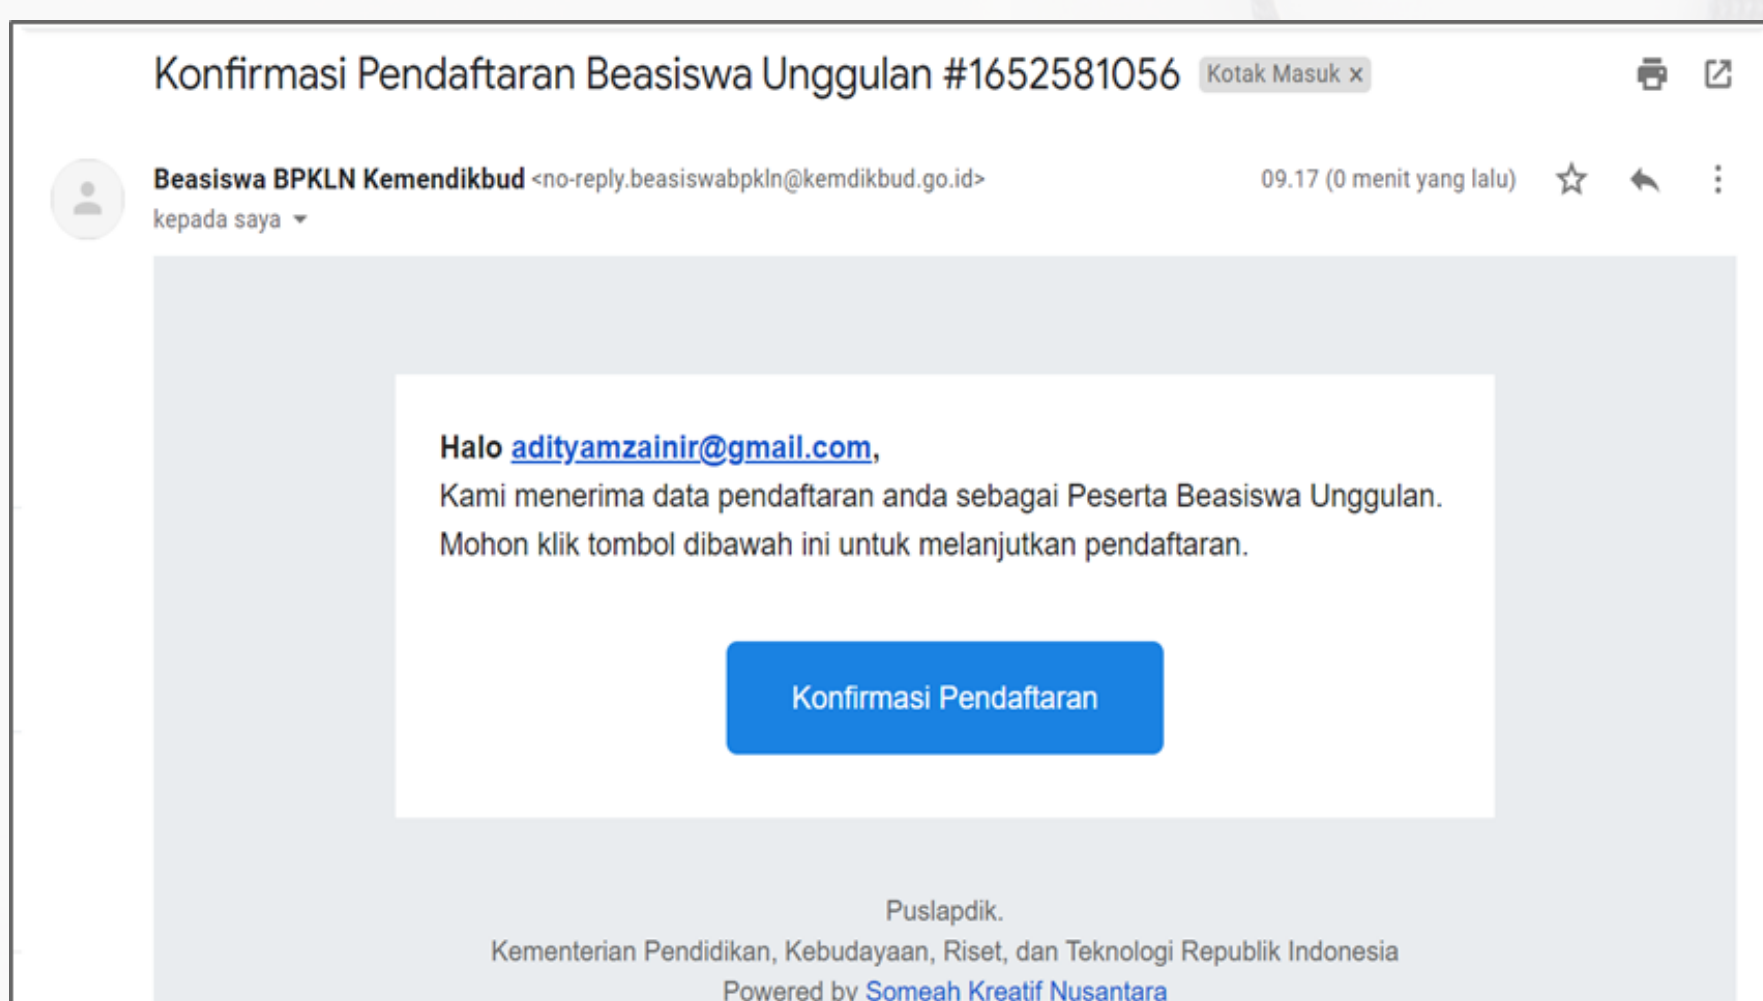 Konfirmasi Pendaftaran Beasiswa Unggulan #1652581056 Kotak Masuk x
Beasiswa BPKLN Kemendikbud <no-reply.beasiswabpkln@kemdikbud.go.id> 09.17 (0 menit yang lalu)
kepada saya
Halo adityamzainir@gmail.com,
Kami menerima data pendaftaran anda sebagai Peserta Beasiswa Unggulan.
Mohon klik tombol dibawah ini untuk melanjutkan pendaftaran.
Konfirmasi Pendaftaran
Puslapdik.
Kementerian Pendidikan, Kebudayaan, Riset, dan Teknologi Republik Indonesia
Powered by Someah Kreatif Nusantara